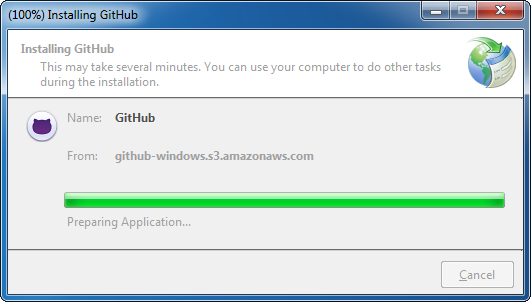 (100%) Installing GitHub
Installing GitHub
This may take several minutes. You can use your computer to do other tasks
during the installation.
Name: GitHub
From: github-windows.s3.amazonaws.com
Preparing Application...
Cancel